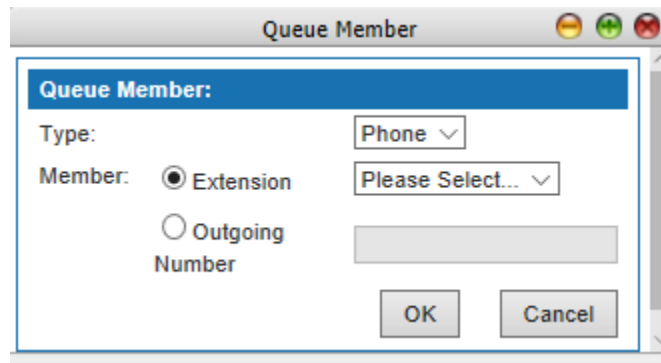 Queue Member
Queue Member:
Type: Phone
Member: Extension Please Select...
Outgoing
Number
OK Cancel